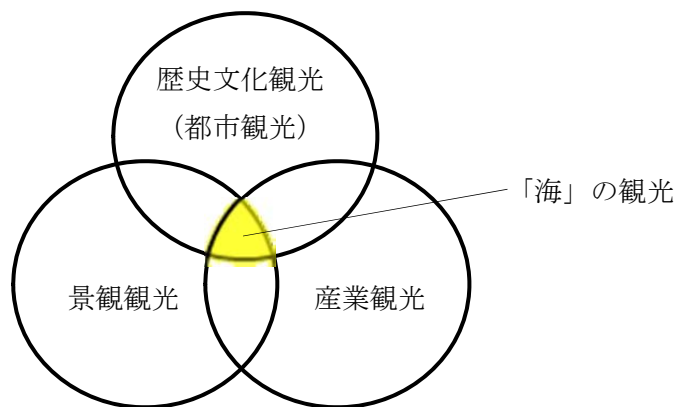 歴史文化観光
（都市観光）
「海」の観光
景観観光
産業観光